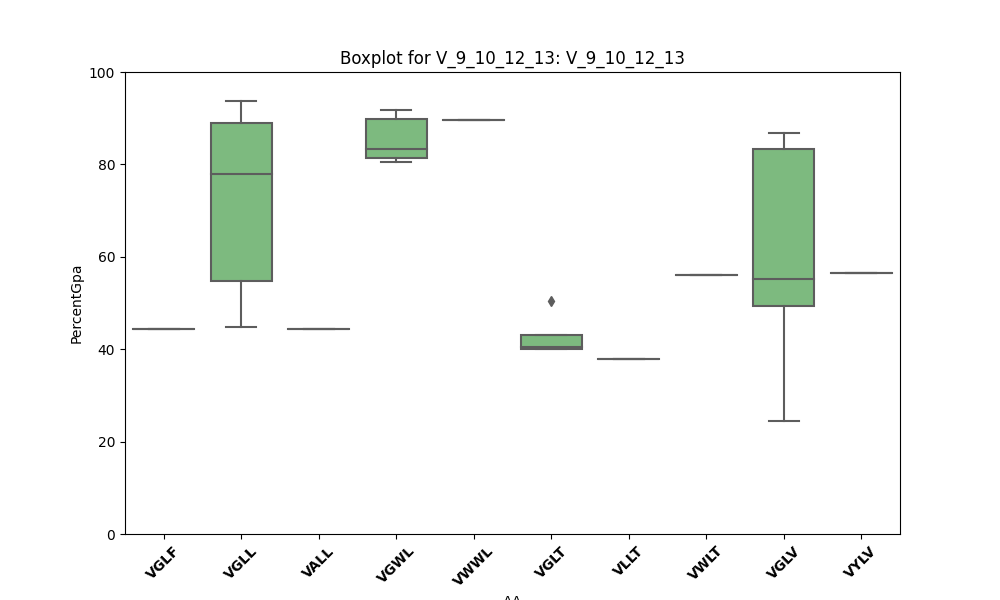 Boxplot for V_9_10_12_13: V_9_10_12_13
100
80
60
40
20
0
PercentGpa
VGLF
VGLL
VALL
VGWL
VWWL
VGLT
VLLT
VWLT
VGLV
VYLV